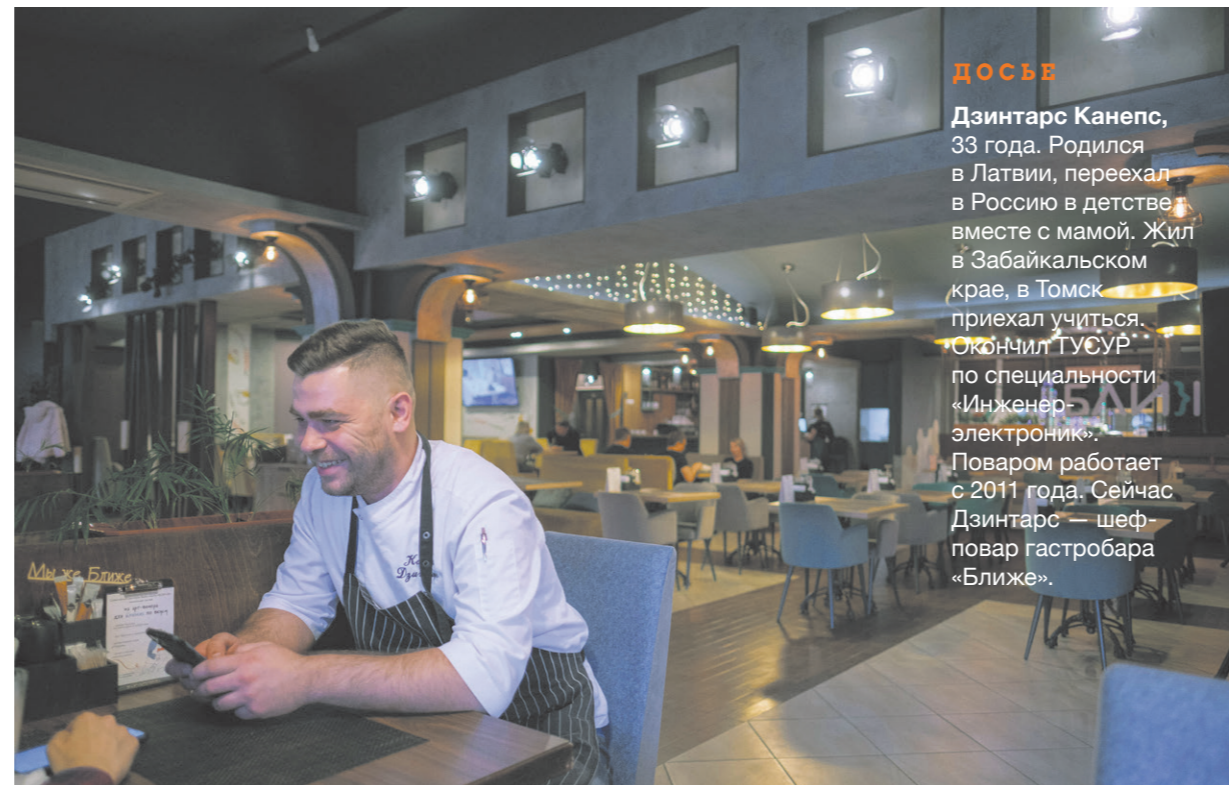 ДОСЬЕ
Дзинтарс Канепс,
33 года. Родился
в Латвии, переехал
в Россию в детстве
вместе с мамой. Жил
в Забайкальском
крае, в Томск
приехал учиться.
Окончил ТУСУР
по специальности
«Инженер-
электроник».
Поваром работает
с 2011 года. Сейчас
Дзинтарс — шеф-
повар гастробара
«Ближе».
Мы же Ближе